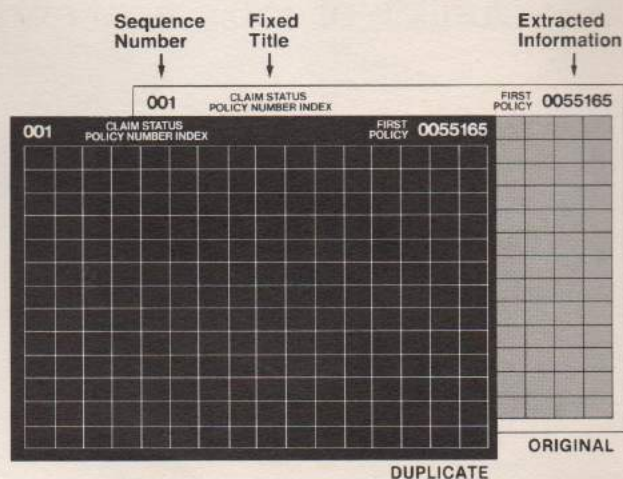 Sequence
Number
Fixed
Title
Extracted
Information
001
CLAIM STATUS
POLICY NUMBER INDEX
FIRST
POLICY 0055165
001
CLAIM STATUS
POLICY NUMBER INDEX
FIRST
POLICY 0055165
ORIGINAL
DUPLICATE